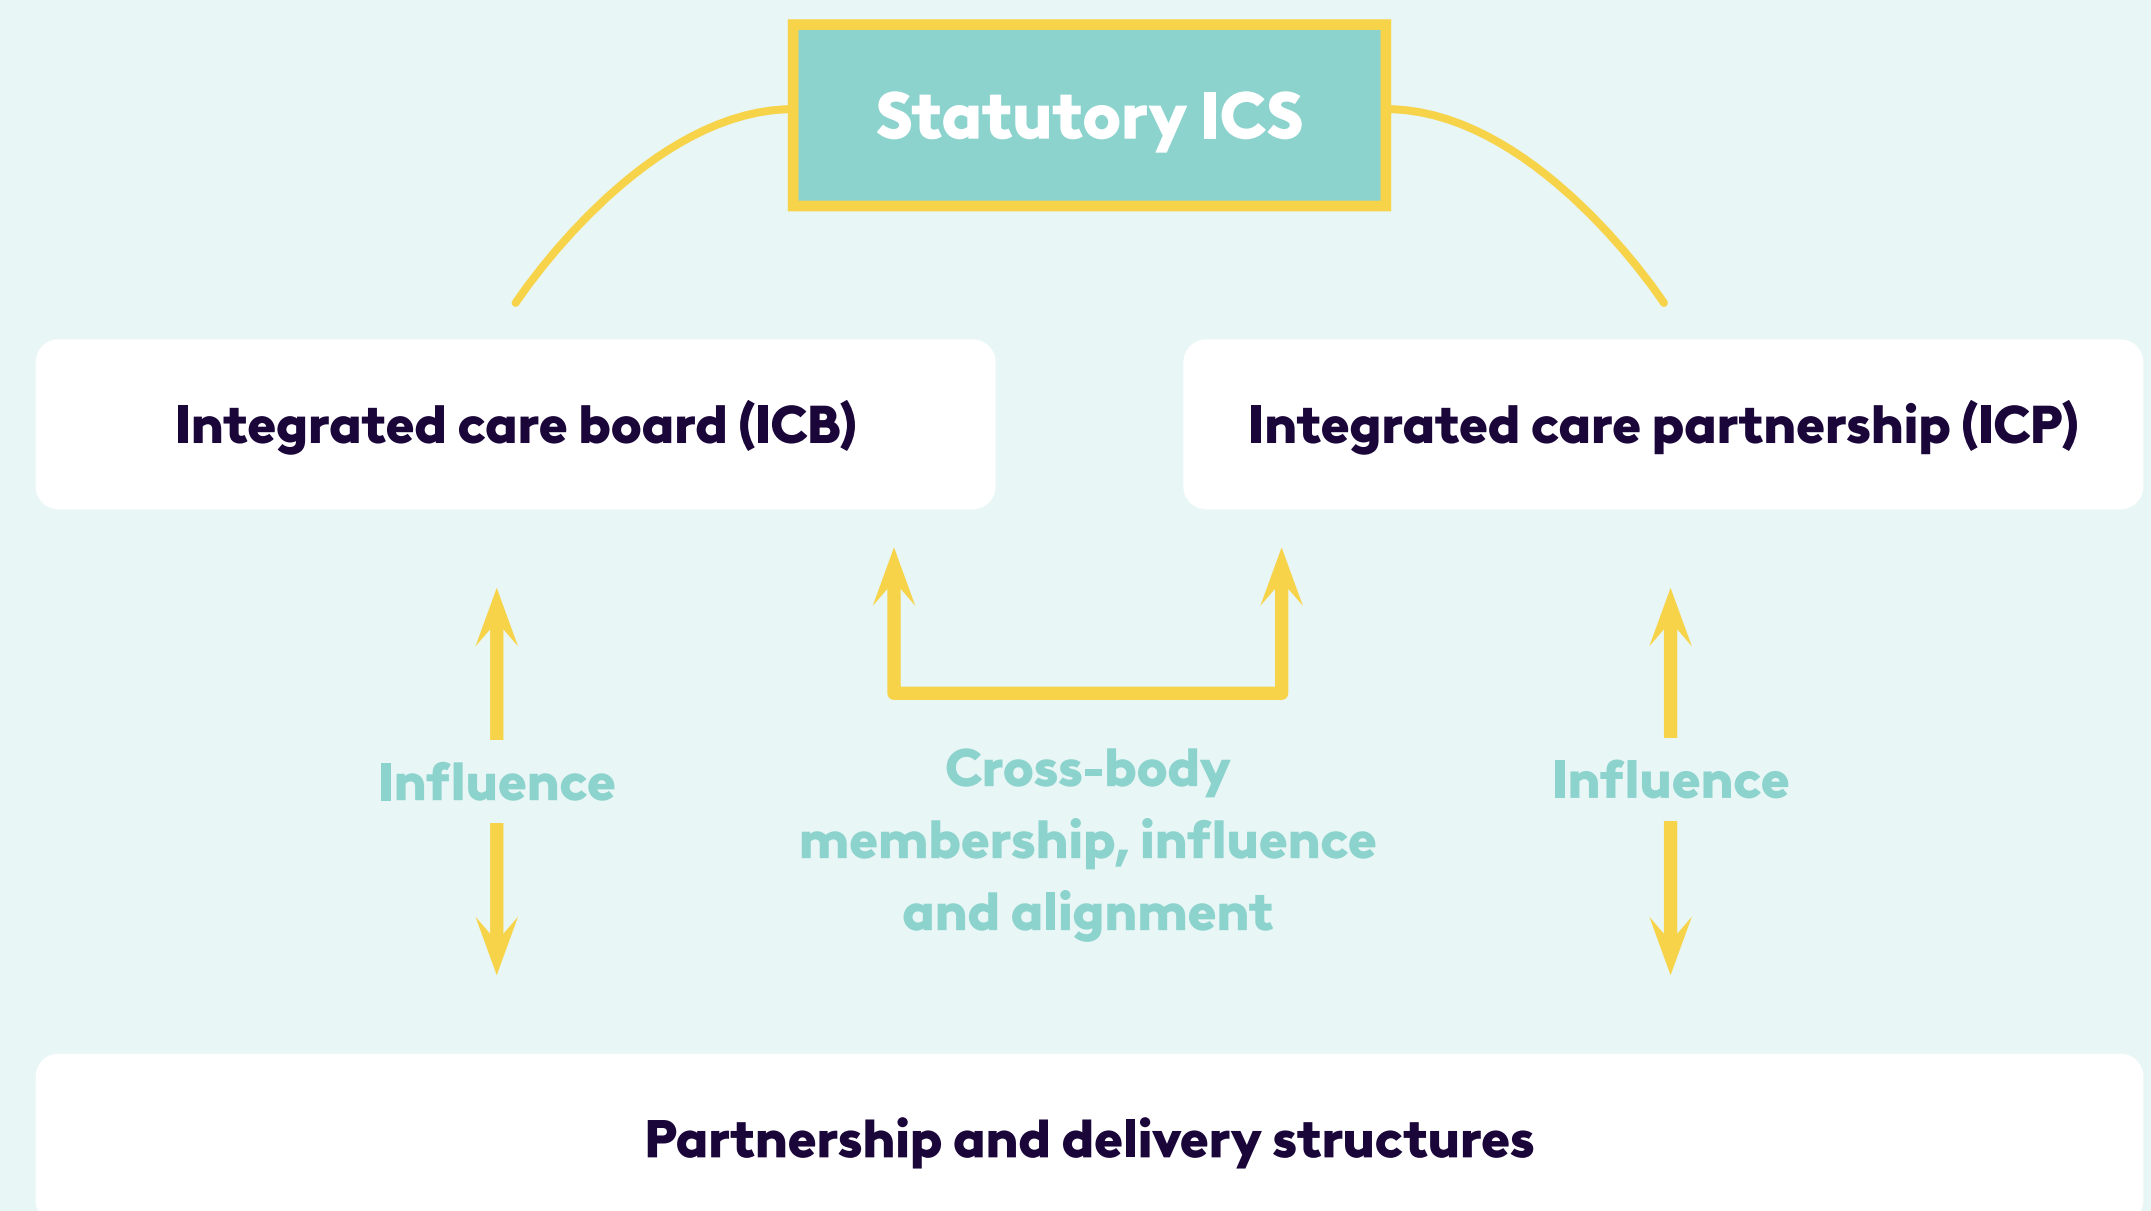 Statutory ICS
Integrated care board (ICB)
Integrated care partnership (ICP)
Influence
Cross-body
membership, influence
and alignment
Influence
Partnership and delivery structures